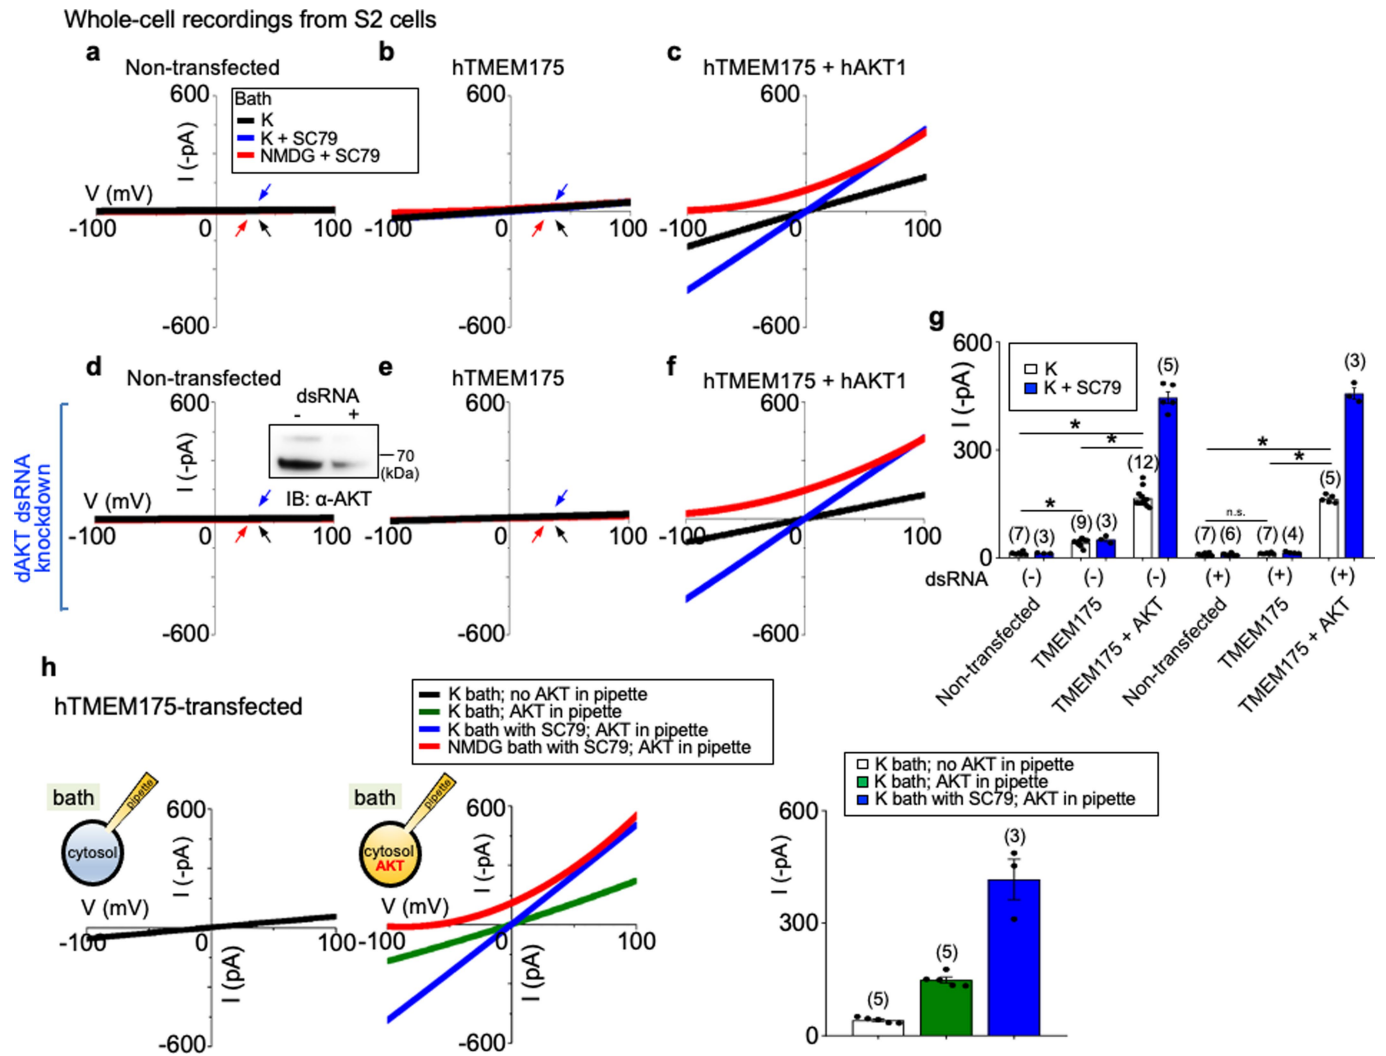 Whole-cell recordings from S2 cells
a
Non-transfected
600
I (-pA)
Bath
K
K + SC79
NMDG + SC79
V (mV)
-100
0
100
-600
b
hTMEM175
600
-100
0
100
-600
c
hTMEM175 + hAKT1
600
-100
0
100
-600
dAKT dsRNA
knockdown
d
Non-transfected
600
I (-pA)
dsRNA
- +
70
(kDa)
IB: α-AKT
V (mV)
-100
0
100
-600
e
hTMEM175
600
-100
0
100
-600
f
hTMEM175 + hAKT1
600
-100
0
100
-600
g
600
300
0
I (-pA)
K
K + SC79
(7) (3) (9) (3) (12) (5) (7) (6) (7) (4) (5) (3)
* * * n.s. * *
dsRNA (-) (-) (-) (+) (+) (+)
Non-transfected
TMEM175
TMEM175 + AKT
Non-transfected
TMEM175
TMEM175 + AKT
h
hTMEM175-transfected
K bath; no AKT in pipette
K bath; AKT in pipette
K bath with SC79; AKT in pipette
NMDG bath with SC79; AKT in pipette
bath
pipette
cytosol
600
I (-pA)
V (mV)
-100
0
100
I (pA)
-600
bath
pipette
cytosol
AKT
600
I (-pA)
V (mV)
-100
0
100
I (pA)
-600
K bath; no AKT in pipette
K bath; AKT in pipette
K bath with SC79; AKT in pipette
600
300
0
I (-pA)
(5)
(5)
(3)